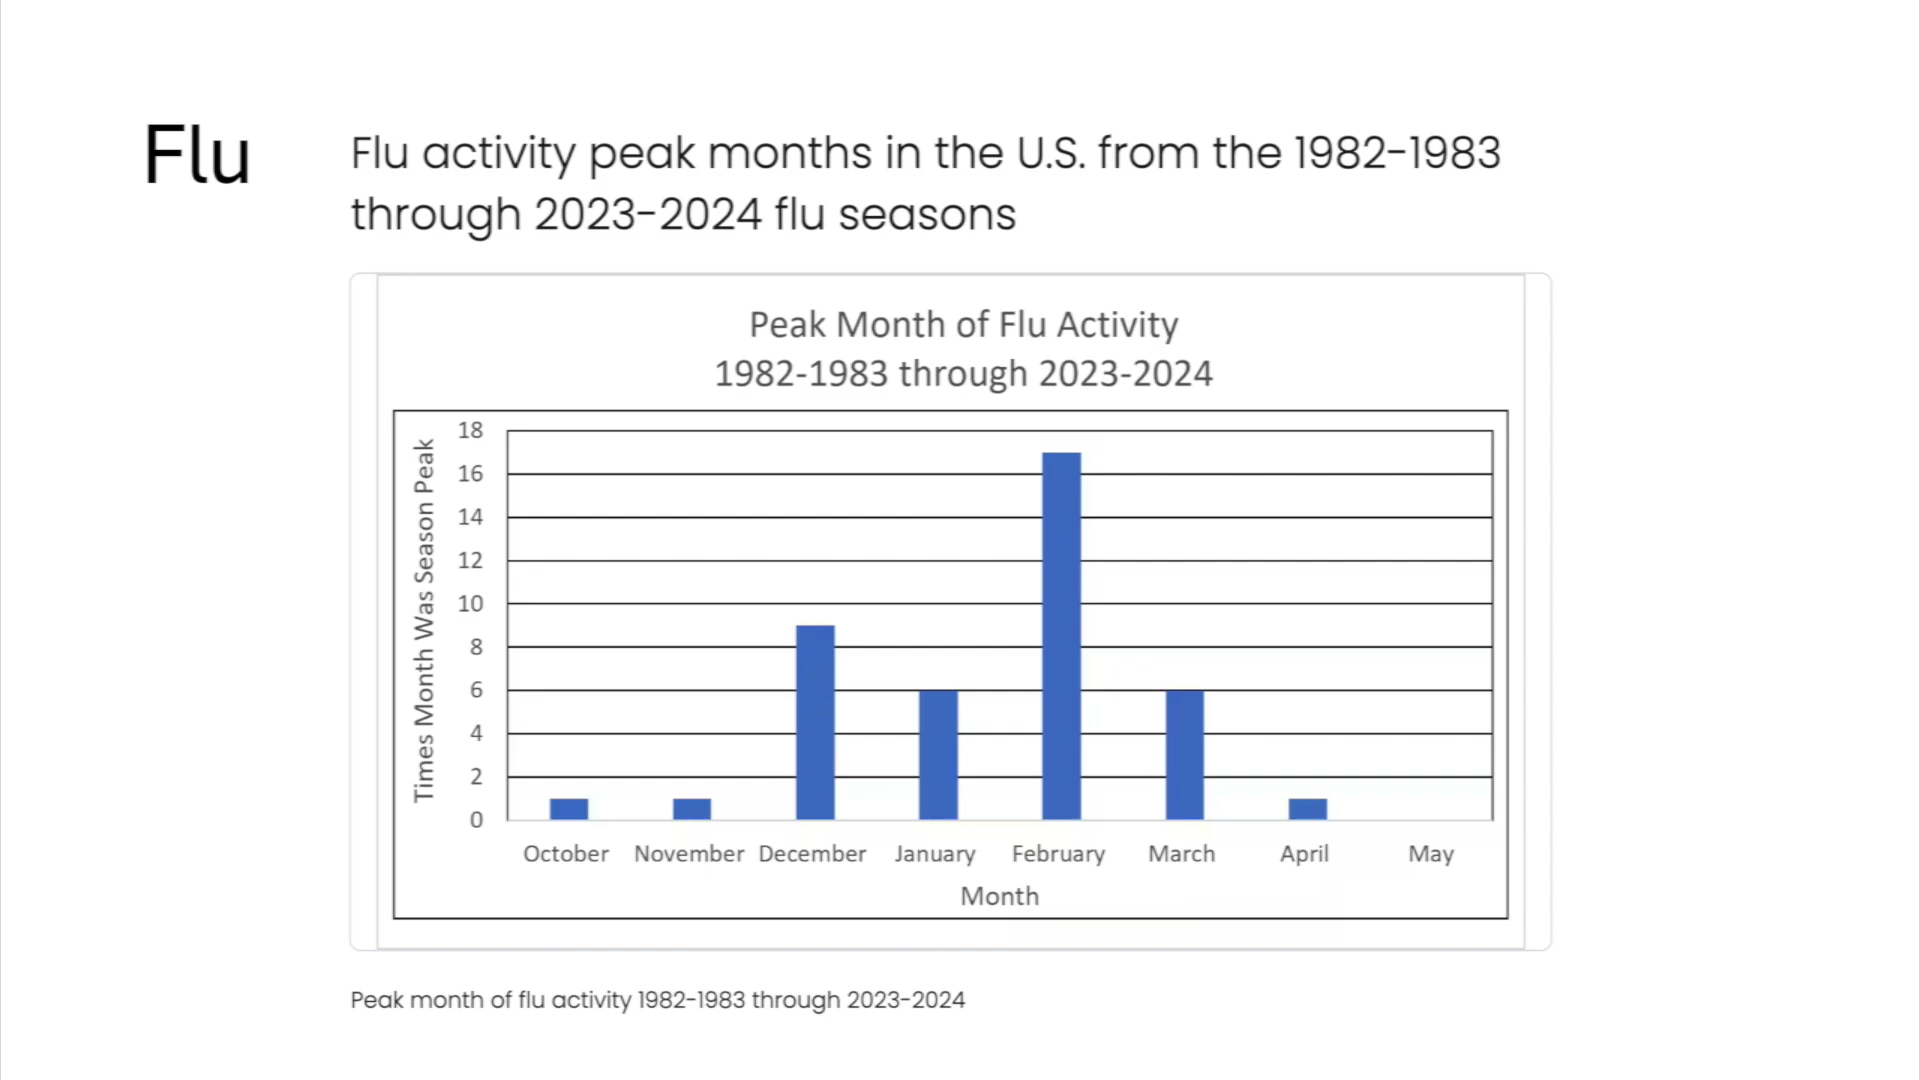 Flu
Flu activity peak months in the U.S. from the 1982-1983
through 2023-2024 flu seasons
Peak Month of Flu Activity
1982-1983 through 2023-2024
Times Month Was Season Peak
18
16
14
12
10
8
6
4
2
0
October November December January February March April May
Month
Peak month of flu activity 1982-1983 through 2023-2024